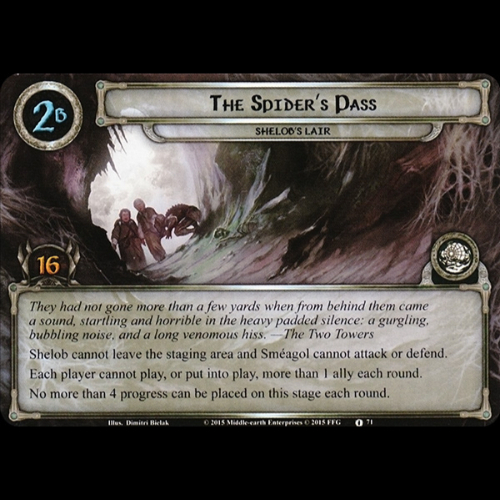 2B
THE SPIDER'S PASS
SHELOB'S LAIR
16
They had not gone more than a few yards when from behind them came
a sound, startling and horrible in the heavy padded silence: a gurgling,
bubbling noise, and a long venomous hiss. —The Two Towers
Shelob cannot leave the staging area and Sméagol cannot attack or defend.
Each player cannot play, or put into play, more than 1 ally each round.
No more than 4 progress can be placed on this stage each round.
Illus. Dimitri Bielak © 2015 Middle-earth Enterprises © 2015 FFG 71